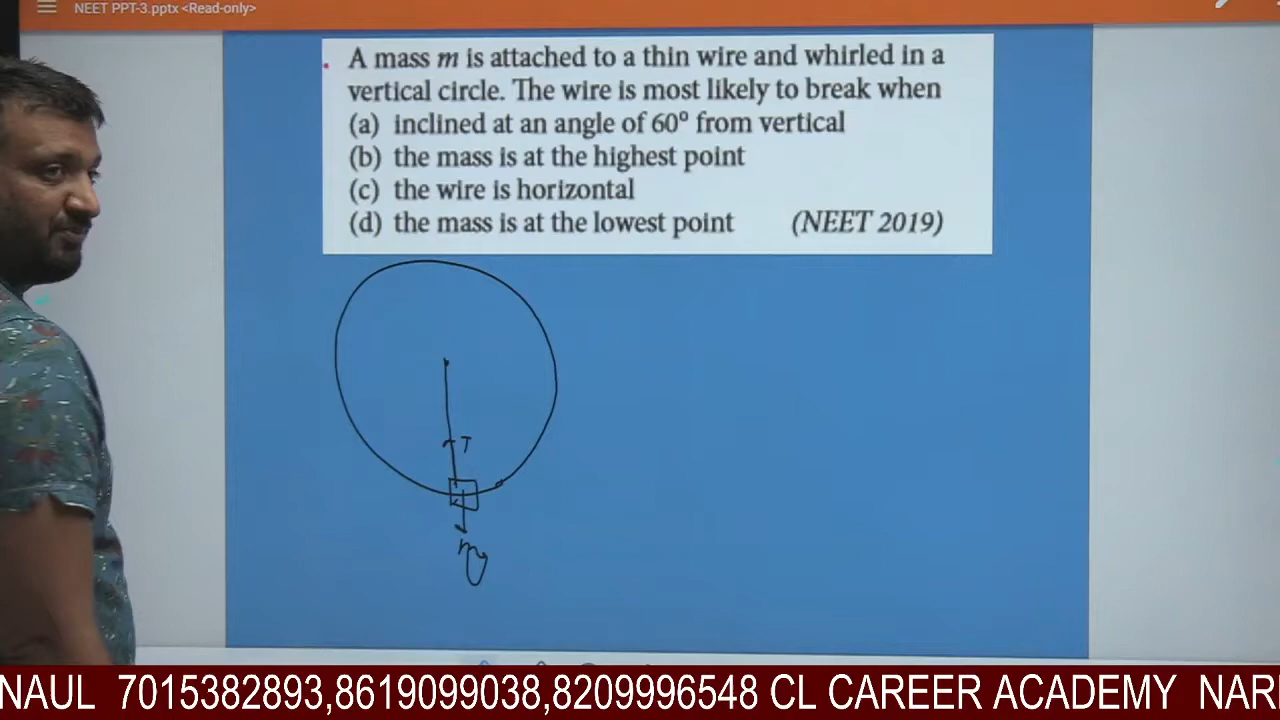 NEET PPT-3.pptx <Read-only>
A mass m is attached to a thin wire and whirled in a
vertical circle. The wire is most likely to break when
(a) inclined at an angle of 60° from vertical
(b) the mass is at the highest point
(c) the wire is horizontal
(d) the mass is at the lowest point (NEET 2019)
T
mg
NAUL 7015382893,8619099038,8209996548 CL CAREER ACADEMY NAR